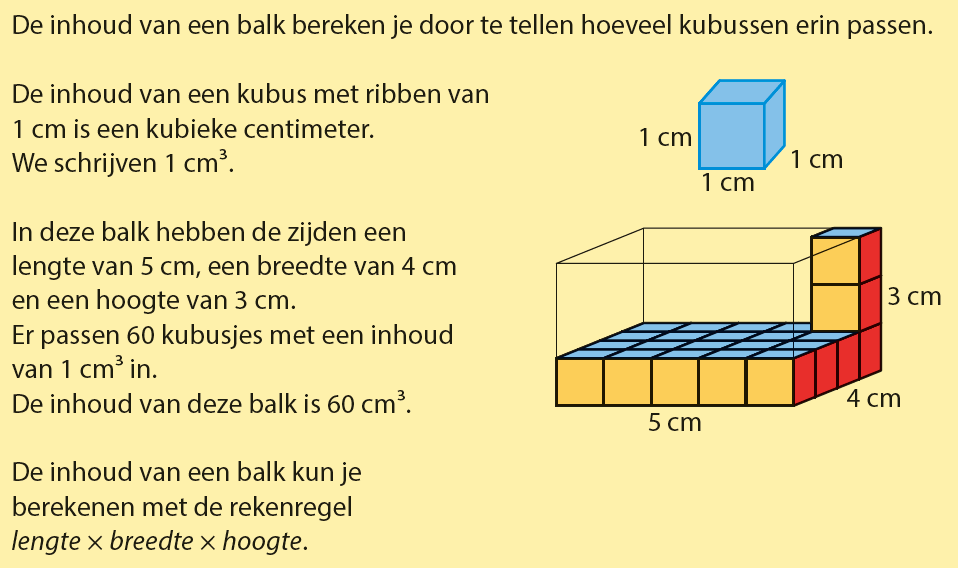 De inhoud van een balk bereken je door te tellen hoeveel kubussen erin passen.
De inhoud van een kubus met ribben van
1 cm is een kubieke centimeter.
We schrijven 1 cm³.
1 cm
1 cm
1 cm
In deze balk hebben de zijden een
lengte van 5 cm, een breedte van 4 cm
en een hoogte van 3 cm.
Er passen 60 kubusjes met een inhoud
van 1 cm³ in.
De inhoud van deze balk is 60 cm³.
3 cm
4 cm
5 cm
De inhoud van een balk kun je
berekenen met de rekenregel
lengte × breedte × hoogte.